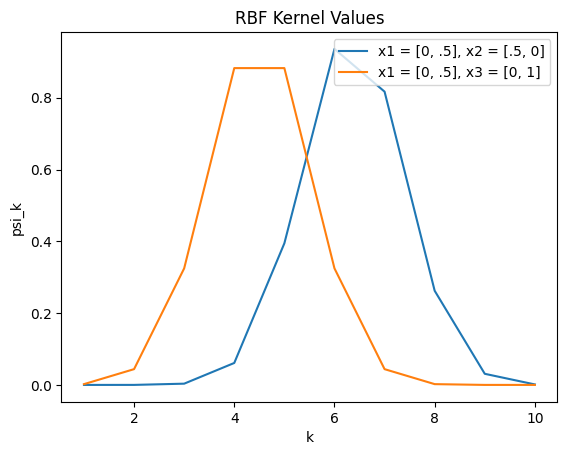 RBF Kernel Values
x1 = [0, .5], x2 = [.5, 0]
x1 = [0, .5], x3 = [0, 1]
psi_k
0.8
0.6
0.4
0.2
0.0
2 4 6 8 10
k